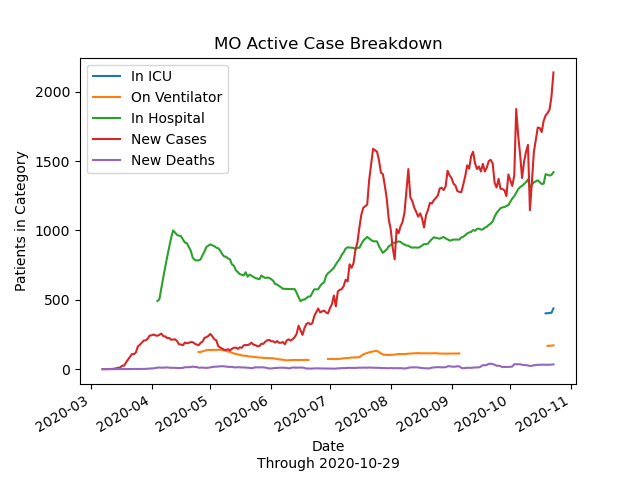 MO Active Case Breakdown
In ICU
On Ventilator
In Hospital
New Cases
New Deaths
Patients in Category
2000
1500
1000
500
0
2020-03
2020-04
2020-05
2020-06
2020-07
2020-08
2020-09
2020-10
2020-11
Date
Through 2020-10-29